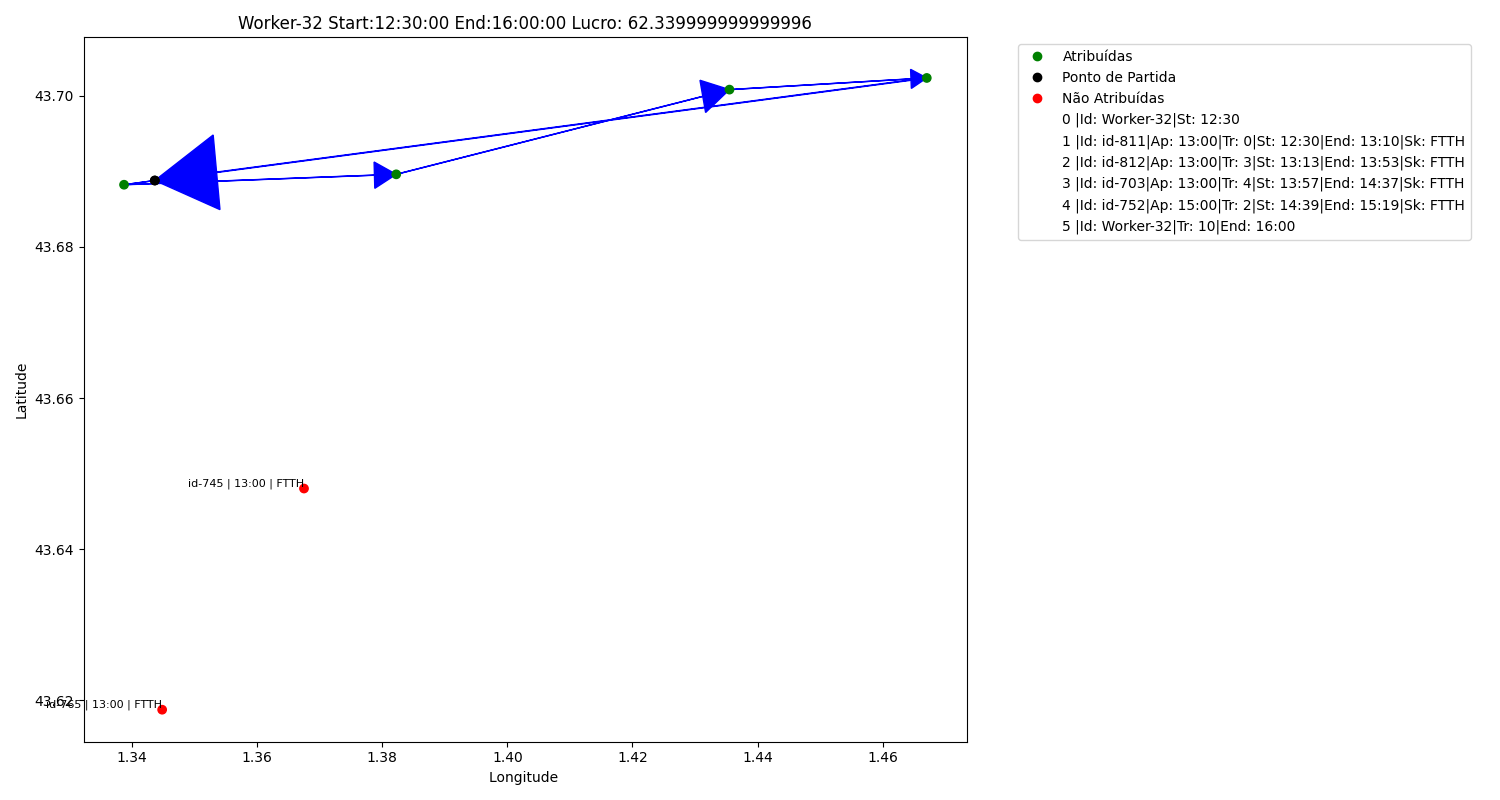 Worker-32 Start:12:30:00 End:16:00:00 Lucro: 62.339999999999996
Atribuídas
Ponto de Partida
Não Atribuídas
0 |Id: Worker-32|St: 12:30
1 |Id: id-811|Ap: 13:00|Tr: 0|St: 12:30|End: 13:10|Sk: FTTH
2 |Id: id-812|Ap: 13:00|Tr: 3|St: 13:13|End: 13:53|Sk: FTTH
3 |Id: id-703|Ap: 13:00|Tr: 4|St: 13:57|End: 14:37|Sk: FTTH
4 |Id: id-752|Ap: 15:00|Tr: 2|St: 14:39|End: 15:19|Sk: FTTH
5 |Id: Worker-32|Tr: 10|End: 16:00
Latitude
43.70
43.68
43.66
43.64
43.62
id-745 | 13:00 | FTTH
| 13:00 | FTTH
1.34
1.36
1.38
1.40
1.42
1.44
1.46
Longitude